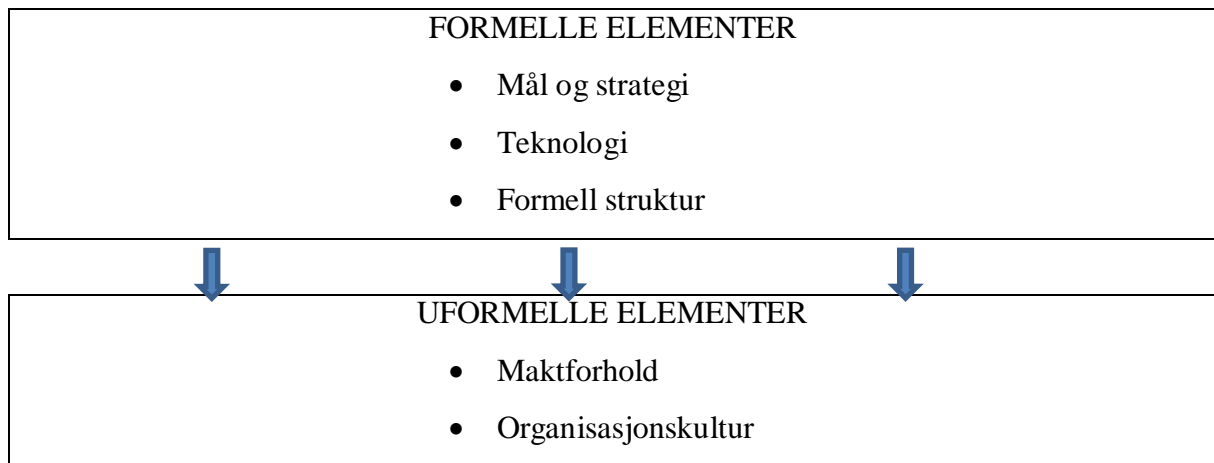 FORMELLE ELEMENTER
• Mål og strategi
• Teknologi
• Formell struktur
UFORMELLE ELEMENTER
• Maktforhold
• Organisasjonskultur